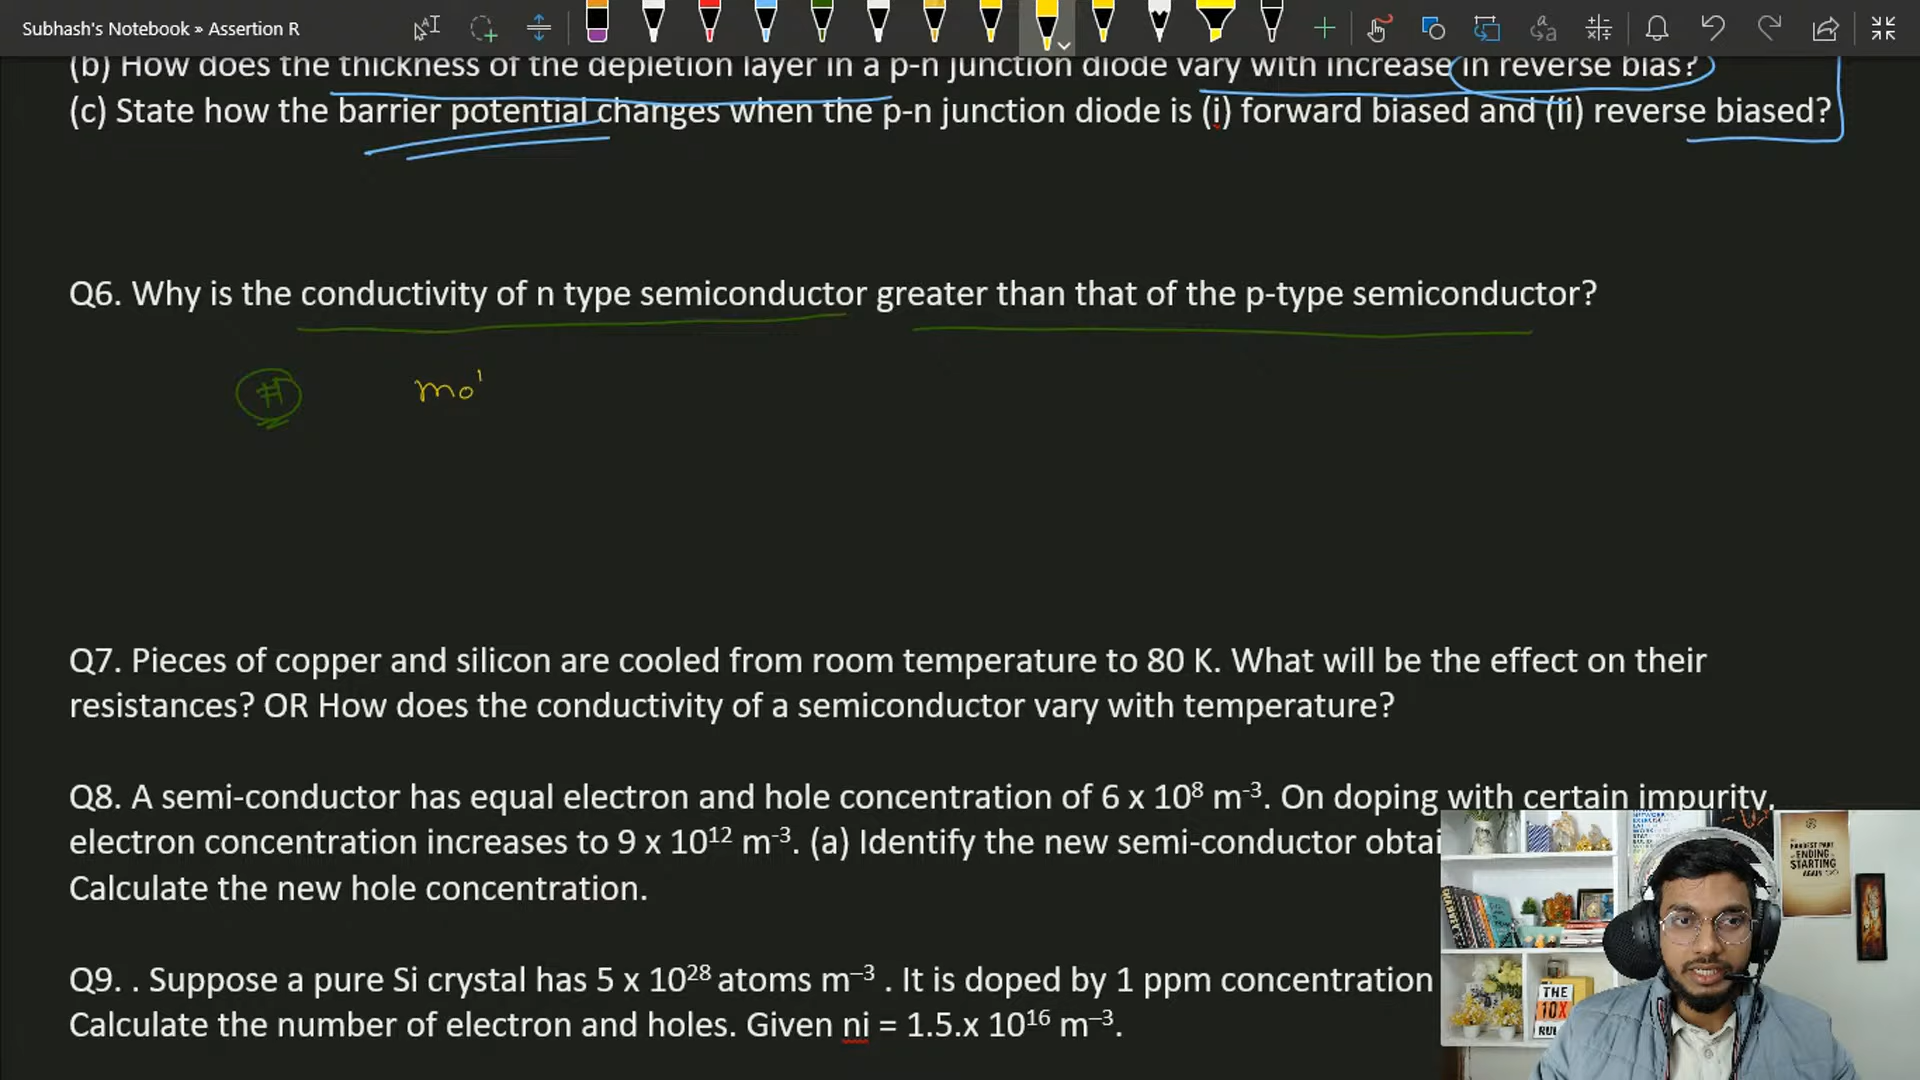 Subhash's Notebook » Assertion R
(b) How does the thickness of the depletion layer in a p-n junction diode vary with increase in reverse bias?
(c) State how the barrier potential changes when the p-n junction diode is (i) forward biased and (ii) reverse biased?
Q6. Why is the conductivity of n type semiconductor greater than that of the p-type semiconductor?
# mo
Q7. Pieces of copper and silicon are cooled from room temperature to 80 K. What will be the effect on their
resistances? OR How does the conductivity of a semiconductor vary with temperature?
Q8. A semi-conductor has equal electron and hole concentration of 6 x 10⁸ m⁻³. On doping with certain impurity,
electron concentration increases to 9 x 10¹² m⁻³. (a) Identify the new semi-conductor obtai
Calculate the new hole concentration.
Q9. . Suppose a pure Si crystal has 5 x 10²⁸ atoms m⁻³ . It is doped by 1 ppm concentration
Calculate the number of electron and holes. Given ni = 1.5.x 10¹⁶ m⁻³.
HARDEST PART
ENDING
STARTING
AGAIN
THE
10X
RUL